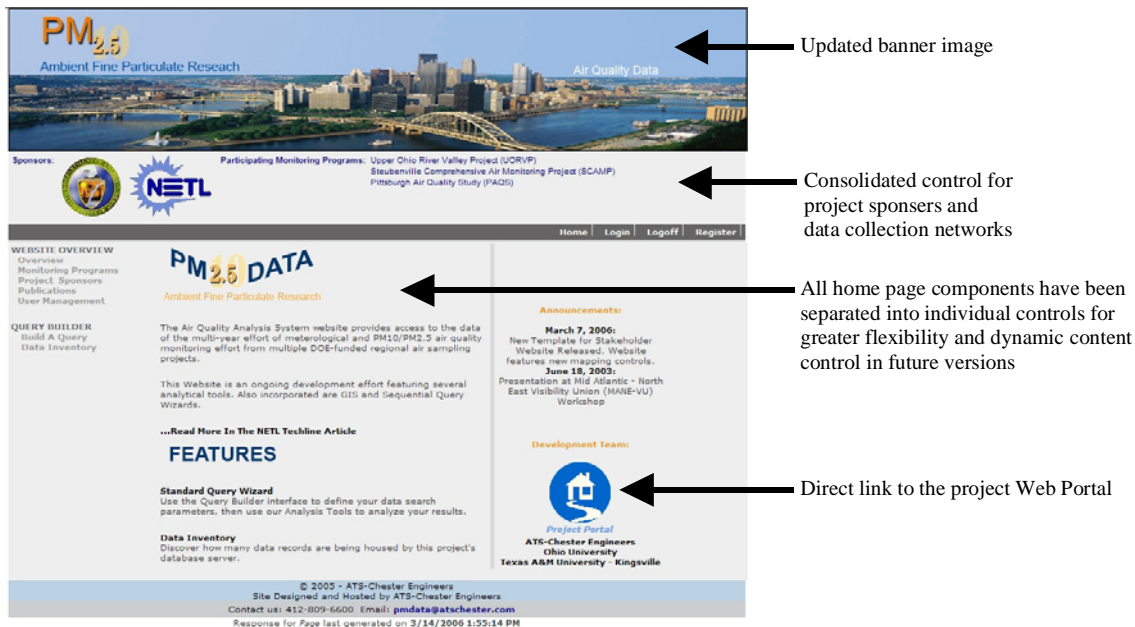 PM2.5
10
Ambient Fine Particulate Reseach
Air Quality Data
Updated banner image
Sponsors:
NETL
Participating Monitoring Programs: Upper Ohio River Valley Project (UORVP)
Steubenville Comprehensive Air Monitoring Project (SCAMP)
Pittsburgh Air Quality Study (PAQS)
Consolidated control for
project sponsers and
data collection networks
Home Login Logoff Register
WEBSITE OVERVIEW
Overview
Monitoring Programs
Project Sponsors
Publications
User Management
QUERY BUILDER
Build A Query
Data Inventory
PM2.5 DATA
10
Ambient Fine Particulate Research
The Air Quality Analysis System website provides access to the data
of the multi-year effort of meterological and PM10/PM2.5 air quality
monitoring effort from multiple DOE-funded regional air sampling
projects.
This Website is an ongoing development effort featuring several
analytical tools. Also incorporated are GIS and Sequential Query
Wizards.
...Read More In The NETL Techline Article
FEATURES
Standard Query Wizard
Use the Query Builder interface to define your data search
parameters, then use our Analysis Tools to analyze your results.
Data Inventory
Discover how many data records are being housed by this project's
database server.
Announcements:
March 7, 2006:
New Template for Stakeholder
Website Released. Website
features new mapping controls.
June 18, 2003:
Presentation at Mid Atlantic - North
East Visibility Union (MANE-VU)
Workshop
Development Team:
Project Portal
ATS-Chester Engineers
Ohio University
Texas A&M University - Kingsville
All home page components have been
separated into individual controls for
greater flexibility and dynamic content
control in future versions
Direct link to the project Web Portal
© 2005 - ATS-Chester Engineers
Site Designed and Hosted by ATS-Chester Engineers
Contact us: 412-809-6600 Email: pmdata@atschester.com
Response for Page last generated on 3/14/2006 1:55:14 PM